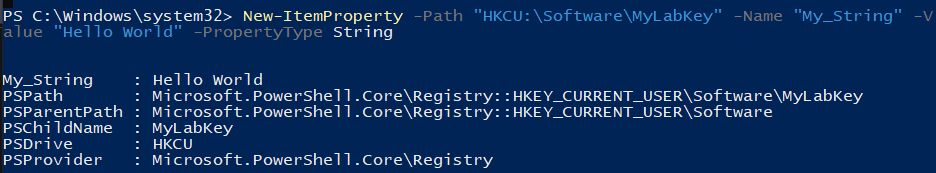 PS C:\Windows\system32> New-ItemProperty -Path "HKCU:\Software\MyLabKey" -Name "My_String" -V
alue "Hello World" -PropertyType String
My_String    : Hello World
PSPath       : Microsoft.PowerShell.Core\Registry::HKEY_CURRENT_USER\Software\MyLabKey
PSParentPath : Microsoft.PowerShell.Core\Registry::HKEY_CURRENT_USER\Software
PSChildName  : MyLabKey
PSDrive      : HKCU
PSProvider   : Microsoft.PowerShell.Core\Registry